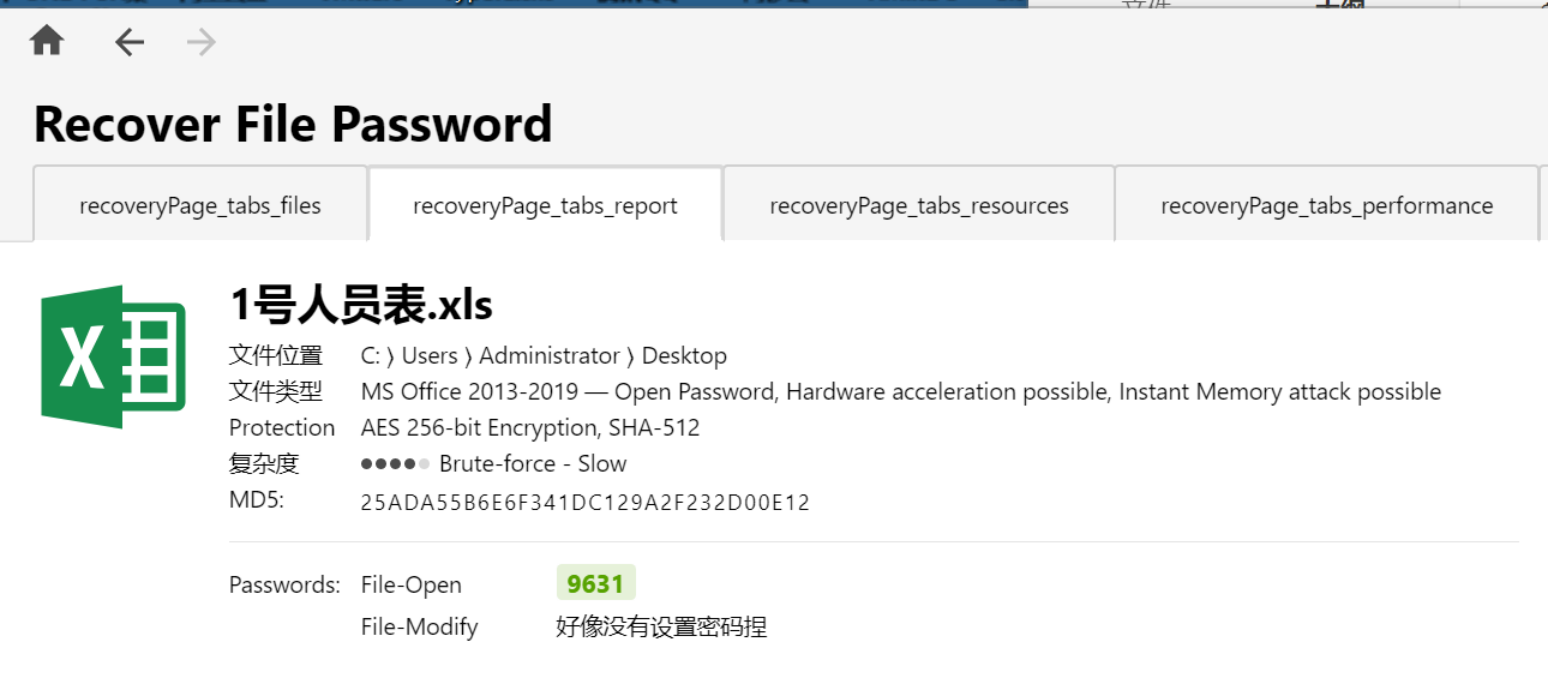 Recover File Password
recoveryPage_tabs_files recoveryPage_tabs_report recoveryPage_tabs_resources recoveryPage_tabs_performance
X
1号人员表.xls
文件位置 C: ⟩ Users ⟩ Administrator ⟩ Desktop
文件类型 MS Office 2013-2019 — Open Password, Hardware acceleration possible, Instant Memory attack possible
Protection AES 256-bit Encryption, SHA-512
复杂度 Brute-force - Slow
MD5: 25ADA55B6E6F341DC129A2F232D00E12
Passwords: File-Open 9631
File-Modify 好像没有设置密码捏